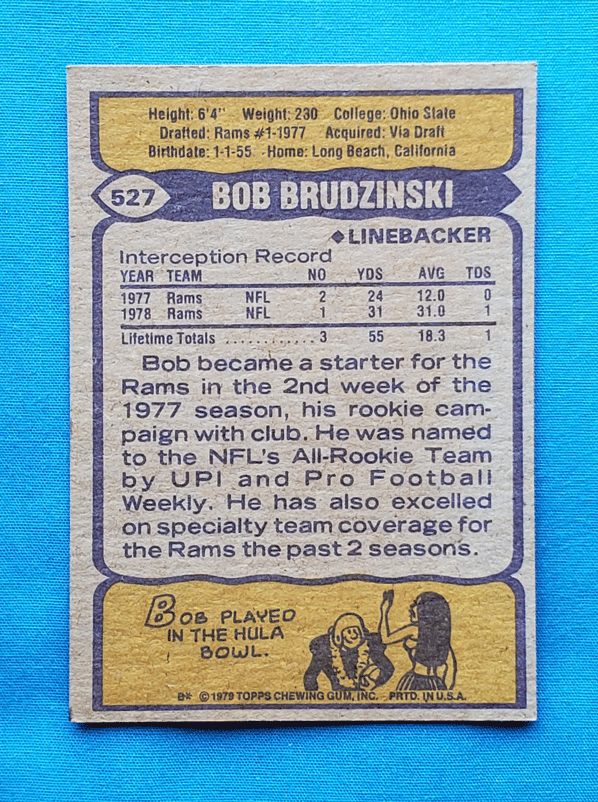 Height: 6'4" Weight: 230 College: Ohio State
Drafted: Rams #1-1977 Acquired: Via Draft
Birthdate: 1-1-55 Home: Long Beach, California
527 BOB BRUDZINSKI
◆LINEBACKER
Interception Record
YEAR TEAM NO YDS AVG TDS
1977 Rams NFL 2 24 12.0 0
1978 Rams NFL 1 31 31.0 1
Lifetime Totals ............ 3 55 18.3 1
Bob became a starter for the
Rams in the 2nd week of the
1977 season, his rookie cam-
paign with club. He was named
to the NFL's All-Rookie Team
by UPI and Pro Football
Weekly. He has also excelled
on specialty team coverage for
the Rams the past 2 seasons.
BOB PLAYED
IN THE HULA
BOWL.
B* © 1979 TOPPS CHEWING GUM, INC. PRTD. IN U.S.A.